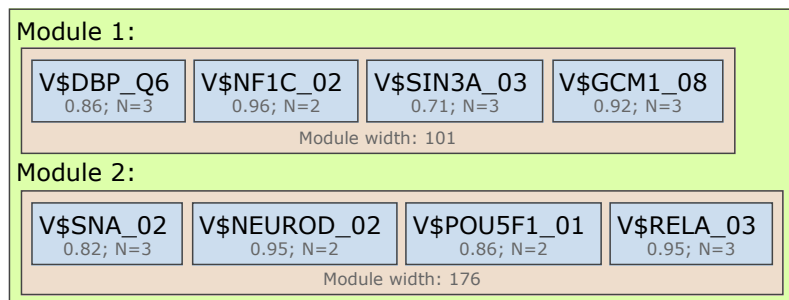 Module 1:
V$DBP_Q6 V$NF1C_02 V$SIN3A_03 V$GCM1_08
0.86; N=3 0.96; N=2 0.71; N=3 0.92; N=3
Module width: 101
Module 2:
V$SNA_02 V$NEUROD_02 V$POU5F1_01 V$RELA_03
0.82; N=3 0.95; N=2 0.86; N=2 0.95; N=3
Module width: 176